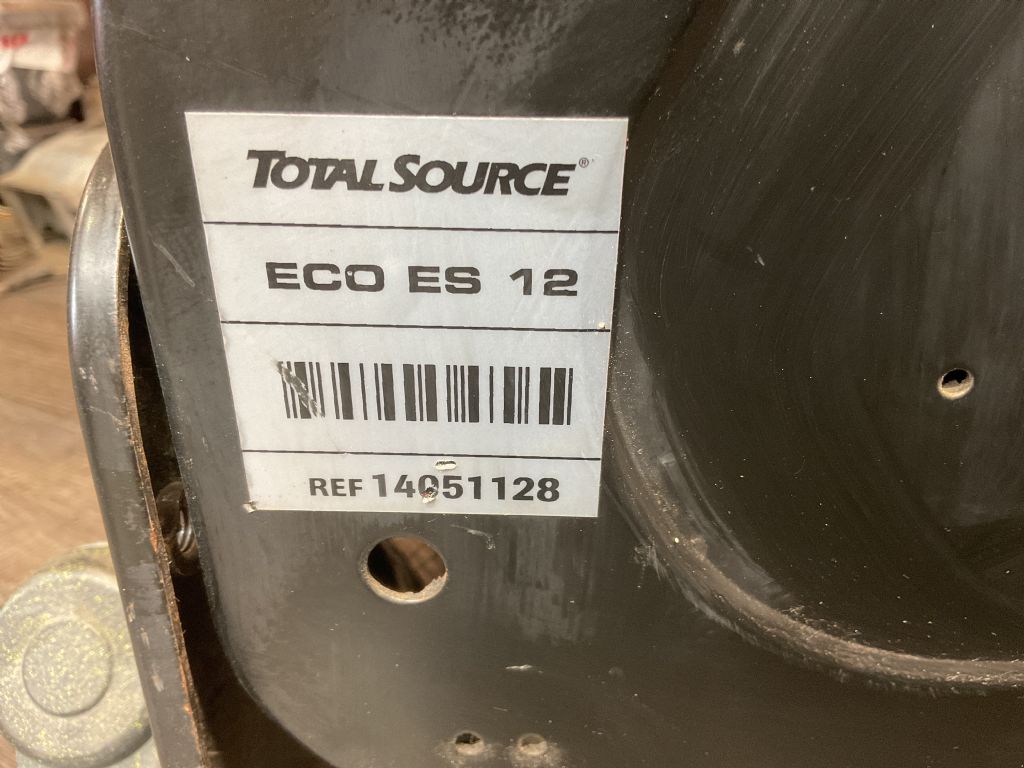 TOTAL SOURCE®
ECO ES 12
REF 14051128